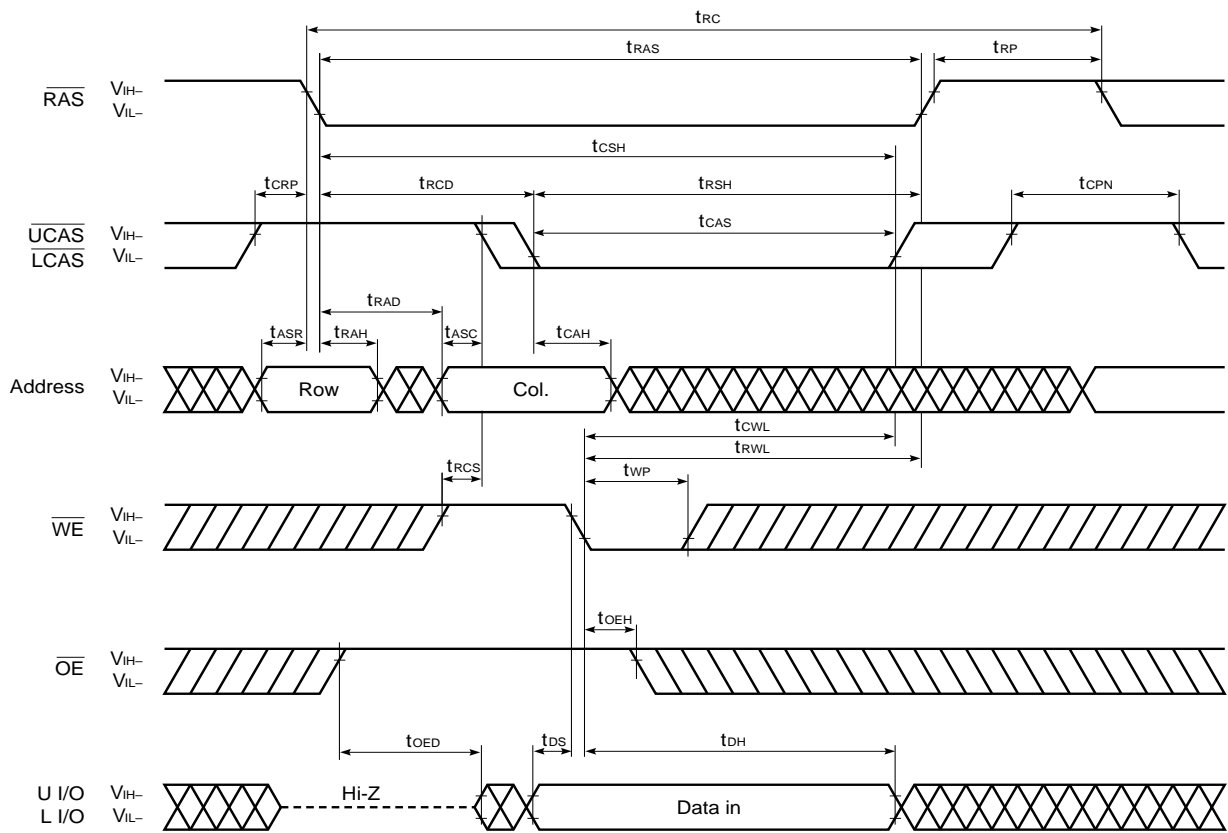 tRC
tRAS tRP
RAS VIH–
VIL–
tCSH
tCRP tRCD tRSH tCPN
UCAS VIH–
LCAS VIL–
tCAS
tRAD
tASR tRAH tASC tCAH
Address VIH–
VIL–
Row Col.
tCWL
tRWL
tRCS tWP
WE VIH–
VIL–
tOEH
OE VIH–
VIL–
tOED tDS tDH
U I/O VIH–
L I/O VIL–
Hi-Z Data in